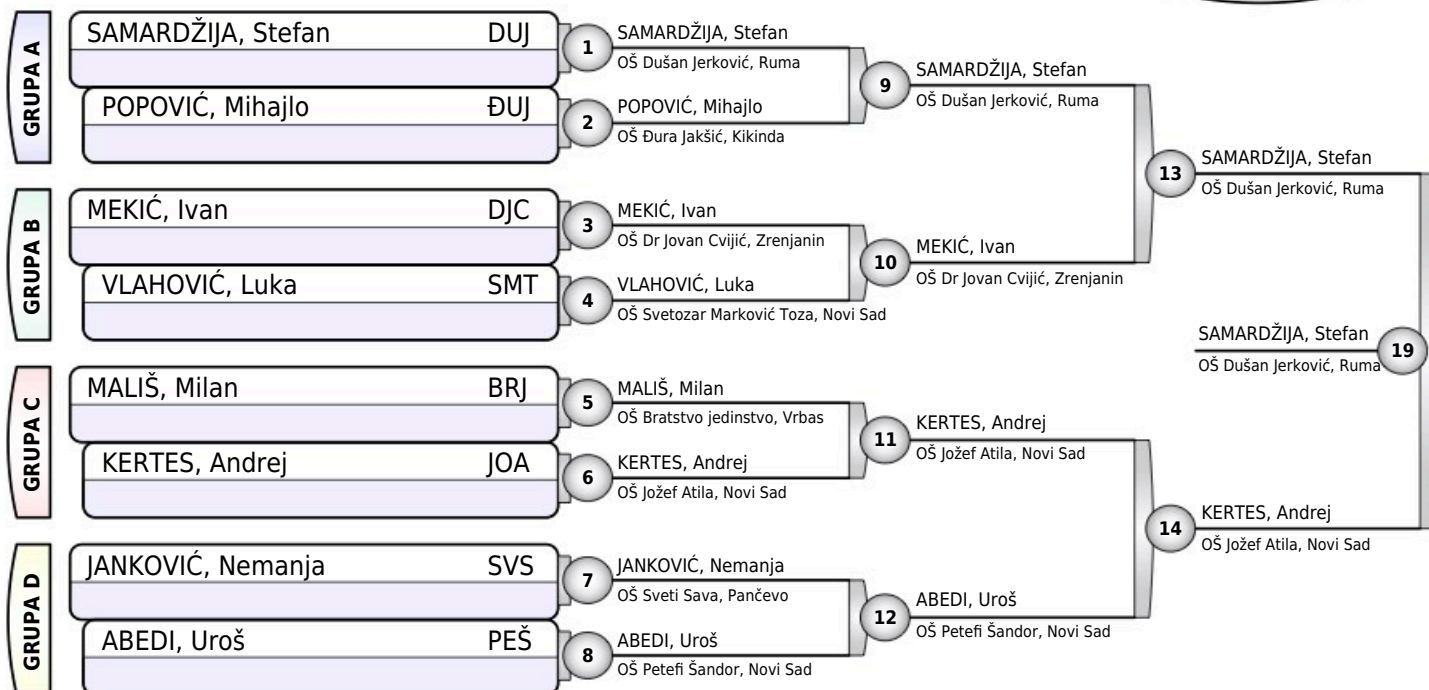 GRUPA A
SAMARDŽIJA, Stefan DUJ
1
SAMARDŽIJA, Stefan
OŠ Dušan Jerković, Ruma
POPOVIĆ, Mihajlo ĐUJ
2
POPOVIĆ, Mihajlo
OŠ Đura Jakšić, Kikinda
9
SAMARDŽIJA, Stefan
OŠ Dušan Jerković, Ruma
GRUPA B
MEKIĆ, Ivan DJC
3
MEKIĆ, Ivan
OŠ Dr Jovan Cvijić, Zrenjanin
VLAHOVIĆ, Luka SMT
4
VLAHOVIĆ, Luka
OŠ Svetozar Marković Toza, Novi Sad
10
MEKIĆ, Ivan
OŠ Dr Jovan Cvijić, Zrenjanin
13
SAMARDŽIJA, Stefan
OŠ Dušan Jerković, Ruma
GRUPA C
MALIŠ, Milan BRJ
5
MALIŠ, Milan
OŠ Bratstvo jedinstvo, Vrbas
KERTES, Andrej JOA
6
KERTES, Andrej
OŠ Jožef Atila, Novi Sad
11
KERTES, Andrej
OŠ Jožef Atila, Novi Sad
GRUPA D
JANKOVIĆ, Nemanja SVS
7
JANKOVIĆ, Nemanja
OŠ Sveti Sava, Pančevo
ABEDI, Uroš PEŠ
8
ABEDI, Uroš
OŠ Petefi Šandor, Novi Sad
12
ABEDI, Uroš
OŠ Petefi Šandor, Novi Sad
14
KERTES, Andrej
OŠ Jožef Atila, Novi Sad
SAMARDŽIJA, Stefan
OŠ Dušan Jerković, Ruma
19